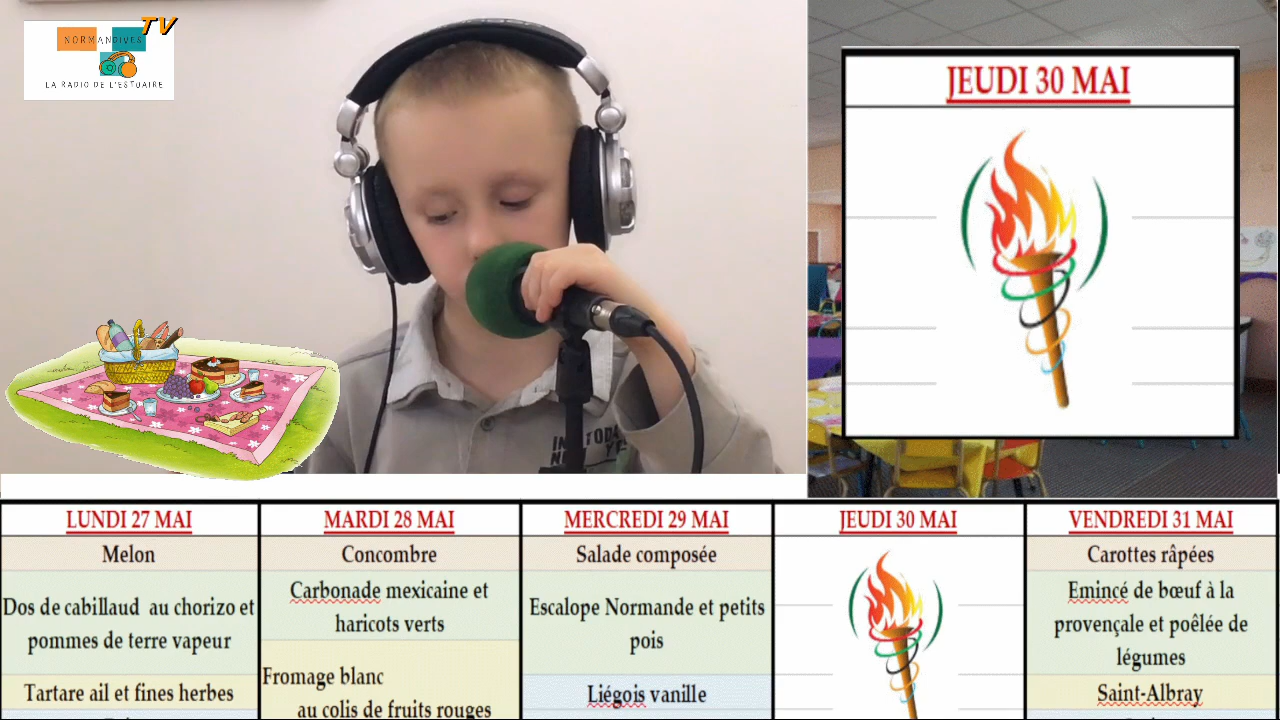 TV
NORMANDIVES
LA RADIO DE L'ESTUAIRE
JEUDI 30 MAI
LUNDI 27 MAI
Melon
Dos de cabillaud au chorizo et
pommes de terre vapeur
Tartare ail et fines herbes
MARDI 28 MAI
Concombre
Carbonade mexicaine et
haricots verts
Fromage blanc
au colis de fruits rouges
MERCREDI 29 MAI
Salade composée
Escalope Normande et petits
pois
Liégois vanille
JEUDI 30 MAI
VENDREDI 31 MAI
Carottes râpées
Emincé de bœuf à la
provençale et poêlée de
légumes
Saint-Albray